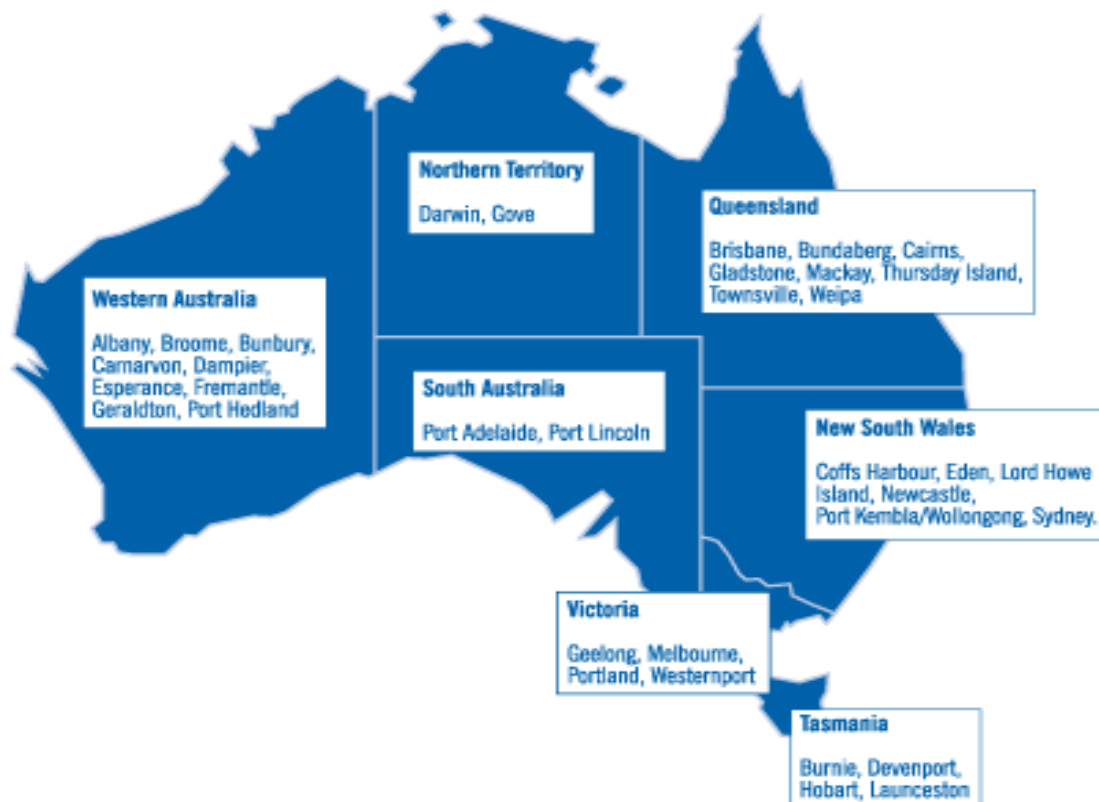 Northern Territory
Darwin, Gove
Queensland
Brisbane, Bundaberg, Cairns,
Gladstone, Mackay, Thursday Island,
Townsville, Weipa
Western Australia
Albany, Broome, Bunbury,
Carnarvon, Dampier,
Esperance, Fremantle,
Geraldton, Port Hedland
South Australia
Port Adelaide, Port Lincoln
New South Wales
Coffs Harbour, Eden, Lord Howe
Island, Newcastle,
Port Kembla/Wollongong, Sydney.
Victoria
Geelong, Melbourne,
Portland, Westernport
Tasmania
Burnie, Devenport,
Hobart, Launceston